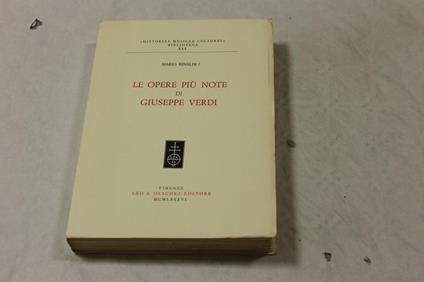 «HISTORIAE MUSICAE CULTORES»
BIBLIOTECA
XLI
MARIO RINALDI
LE OPERE PIÙ NOTE
DI
GIUSEPPE VERDI
FIRENZE
LEO S. OLSCHKI EDITORE
MCMLXXXVI